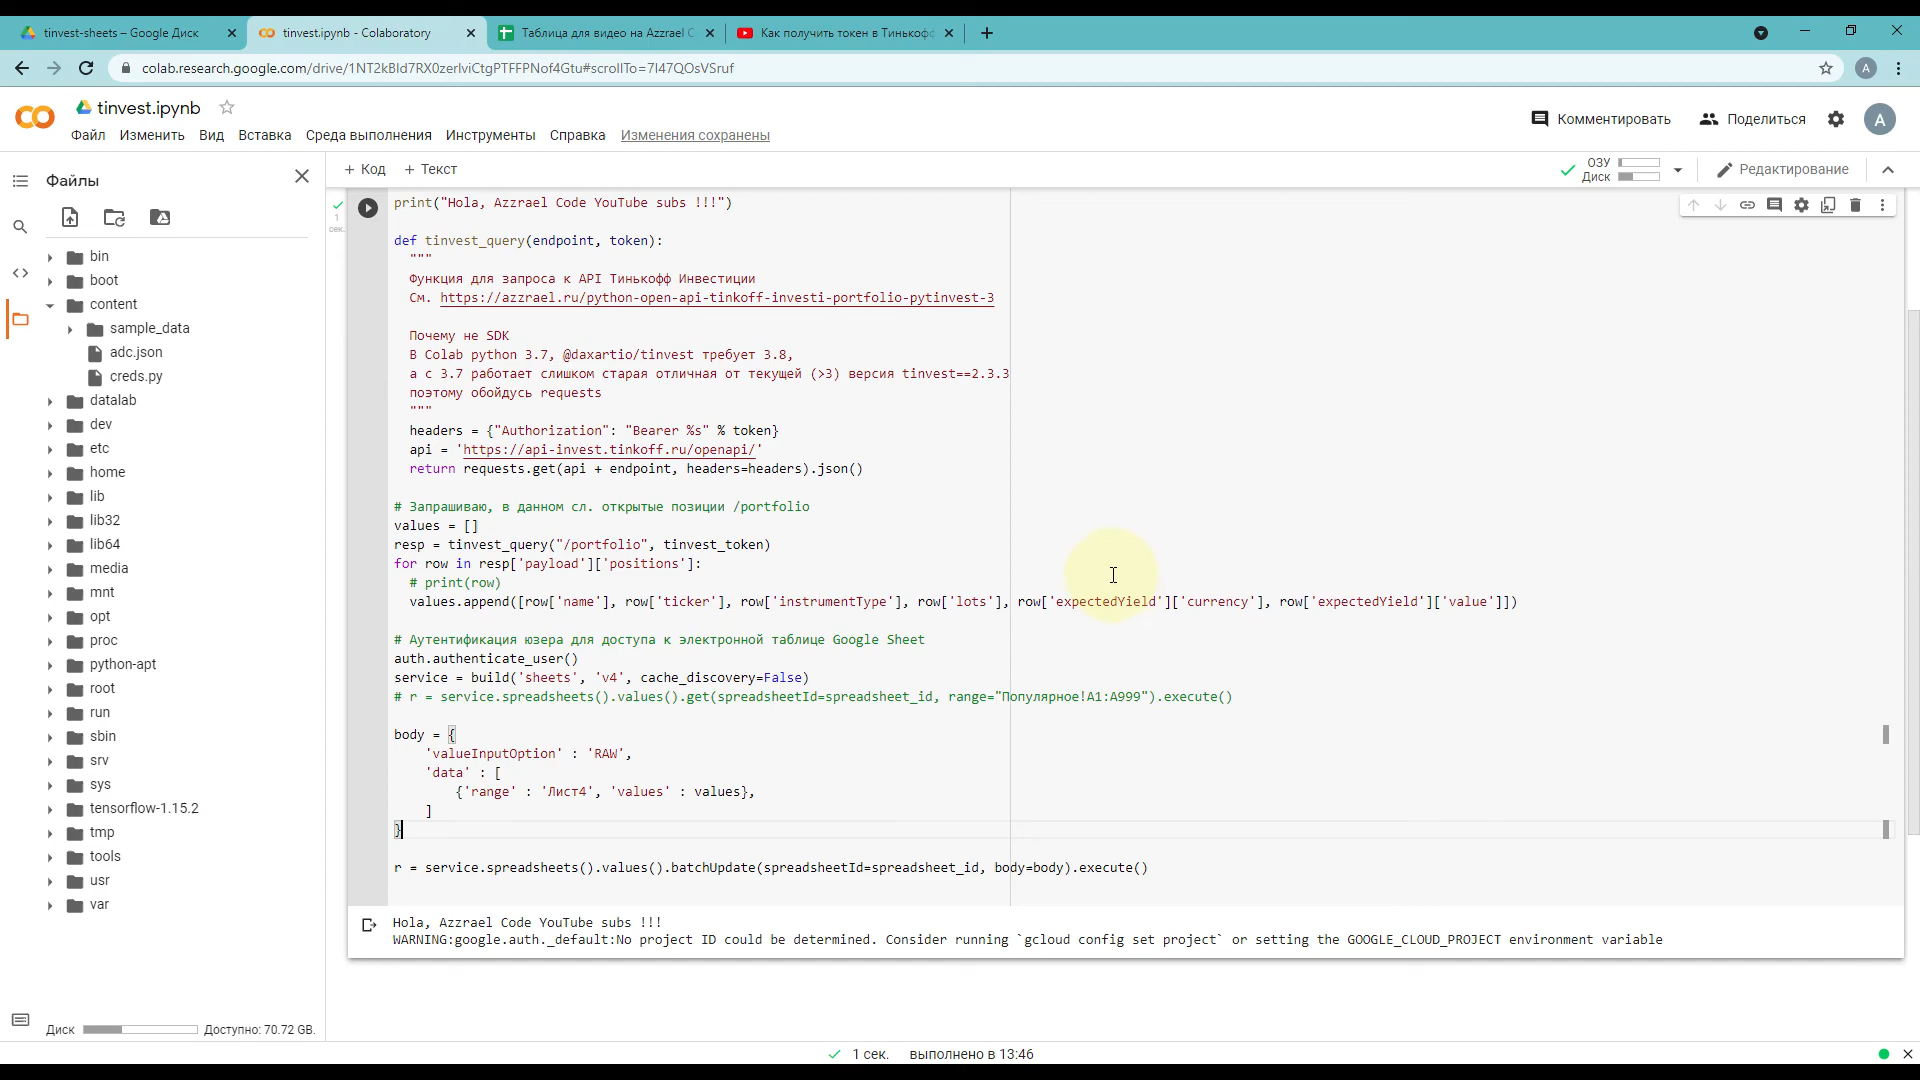 tinvest-sheets – Google Диск
tinvest.ipynb - Colaboratory
Таблица для видео на Azzrael C
Как получить токен в Тинькофф
colab.research.google.com/drive/1NT2kBId7RX0zerIviCtgPTFFPNof4Gtu#scrollTo=7I47QOsVSruf
A
CO
tinvest.ipynb
Файл Изменить Вид Вставка Среда выполнения Инструменты Справка Изменения сохранены
Комментировать
Поделиться
A
Файлы
+ Код + Текст
ОЗУ
Диск
Редактирование
bin
boot
content
sample_data
adc.json
creds.py
datalab
dev
etc
home
lib
lib32
lib64
media
mnt
opt
proc
python-apt
root
run
sbin
srv
sys
tensorflow-1.15.2
tmp
tools
usr
var
Диск Доступно: 70.72 GB.
1
сек.
print("Hola, Azzrael Code YouTube subs !!!")
def tinvest_query(endpoint, token):
"""
Функция для запроса к API Тинькофф Инвестиции
См. https://azzrael.ru/python-open-api-tinkoff-investi-portfolio-pytinvest-3
Почему не SDK
В Colab python 3.7, @daxartio/tinvest требует 3.8,
а с 3.7 работает слишком старая отличная от текущей (>3) версия tinvest==2.3.3
поэтому обойдусь requests
"""
headers = {"Authorization": "Bearer %s" % token}
api = 'https://api-invest.tinkoff.ru/openapi/'
return requests.get(api + endpoint, headers=headers).json()
# Запрашиваю, в данном сл. открытые позиции /portfolio
values = []
resp = tinvest_query("/portfolio", tinvest_token)
for row in resp['payload']['positions']:
# print(row)
values.append([row['name'], row['ticker'], row['instrumentType'], row['lots'], row['expectedYield']['currency'], row['expectedYield']['value']])
# Аутентификация юзера для доступа к электронной таблице Google Sheet
auth.authenticate_user()
service = build('sheets', 'v4', cache_discovery=False)
# r = service.spreadsheets().values().get(spreadsheetId=spreadsheet_id, range="Популярное!A1:A999").execute()
body = {
'valueInputOption' : 'RAW',
'data' : [
{'range' : 'Лист4', 'values' : values},
]
}
r = service.spreadsheets().values().batchUpdate(spreadsheetId=spreadsheet_id, body=body).execute()
Hola, Azzrael Code YouTube subs !!!
WARNING:google.auth._default:No project ID could be determined. Consider running `gcloud config set project` or setting the GOOGLE_CLOUD_PROJECT environment variable
1 сек. выполнено в 13:46